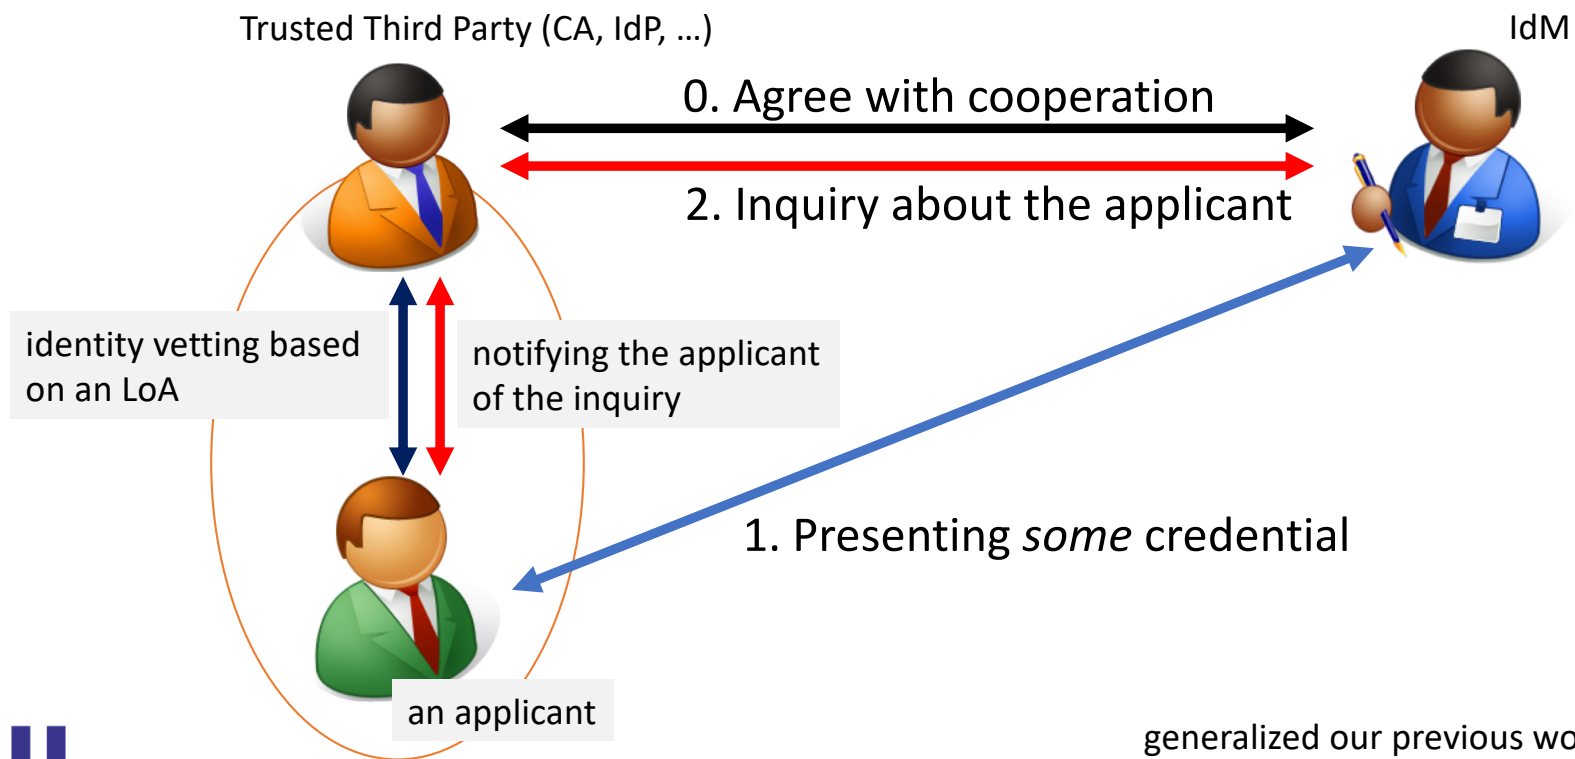 Trusted Third Party (CA, IdP, …)
IdM
0. Agree with cooperation
2. Inquiry about the applicant
identity vetting based
on an LoA
notifying the applicant
of the inquiry
1. Presenting some credential
an applicant
generalized our previous